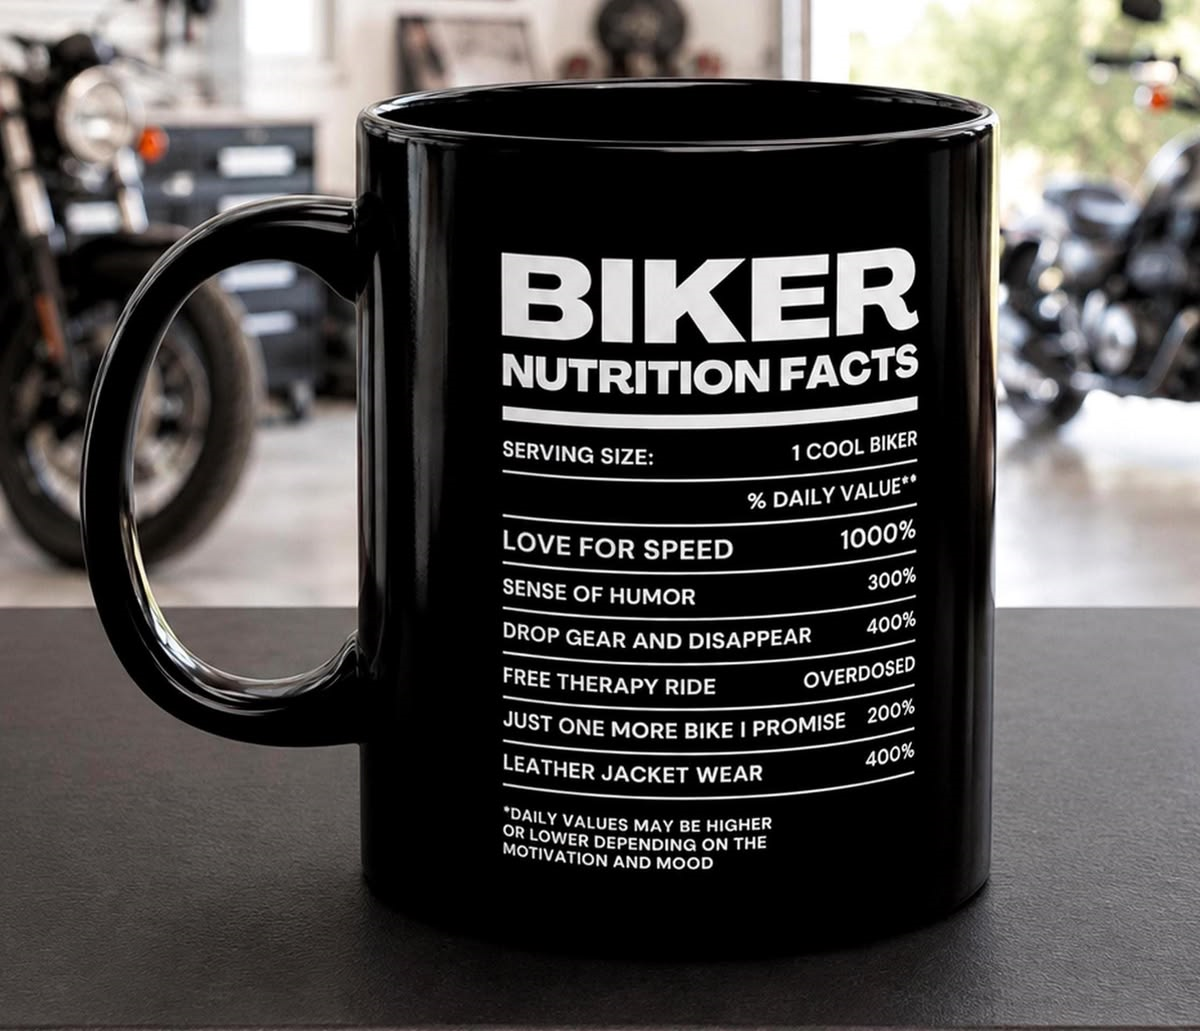 BIKER
NUTRITION FACTS
SERVING SIZE: 1 COOL BIKER
% DAILY VALUE**
LOVE FOR SPEED 1000%
SENSE OF HUMOR 300%
DROP GEAR AND DISAPPEAR 400%
FREE THERAPY RIDE OVERDOSED
JUST ONE MORE BIKE I PROMISE 200%
LEATHER JACKET WEAR 400%
*DAILY VALUES MAY BE HIGHER
OR LOWER DEPENDING ON THE
MOTIVATION AND MOOD